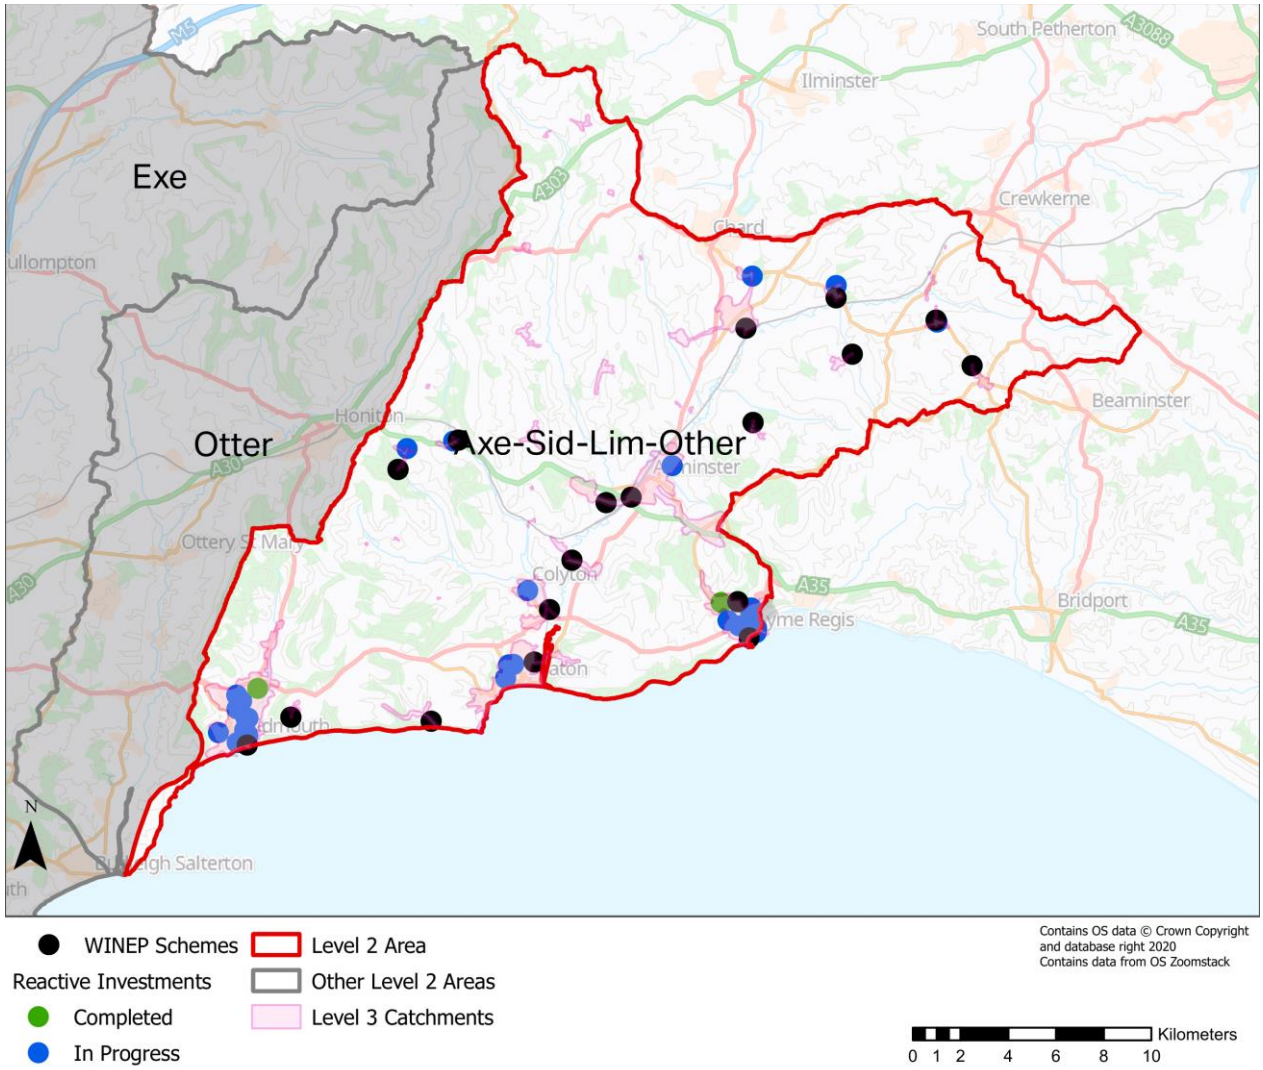 M5
South Petherton
A3088
Ilminster
Exe
A303
Crewkerne
Chard
ullompton
Beaminster
Honiton
Otter
Axe-Sid-Lim-Other
A30
Ottery St Mary
Colyton
A30
A35
Bridport
yme Regis
A35
aton
dmouth
N
eigh Salterton
th
WINEP Schemes
Level 2 Area
Reactive Investments
Other Level 2 Areas
Completed
Level 3 Catchments
In Progress
Contains OS data © Crown Copyright
and database right 2020
Contains data from OS Zoomstack
Kilometers
0 1 2 4 6 8 10